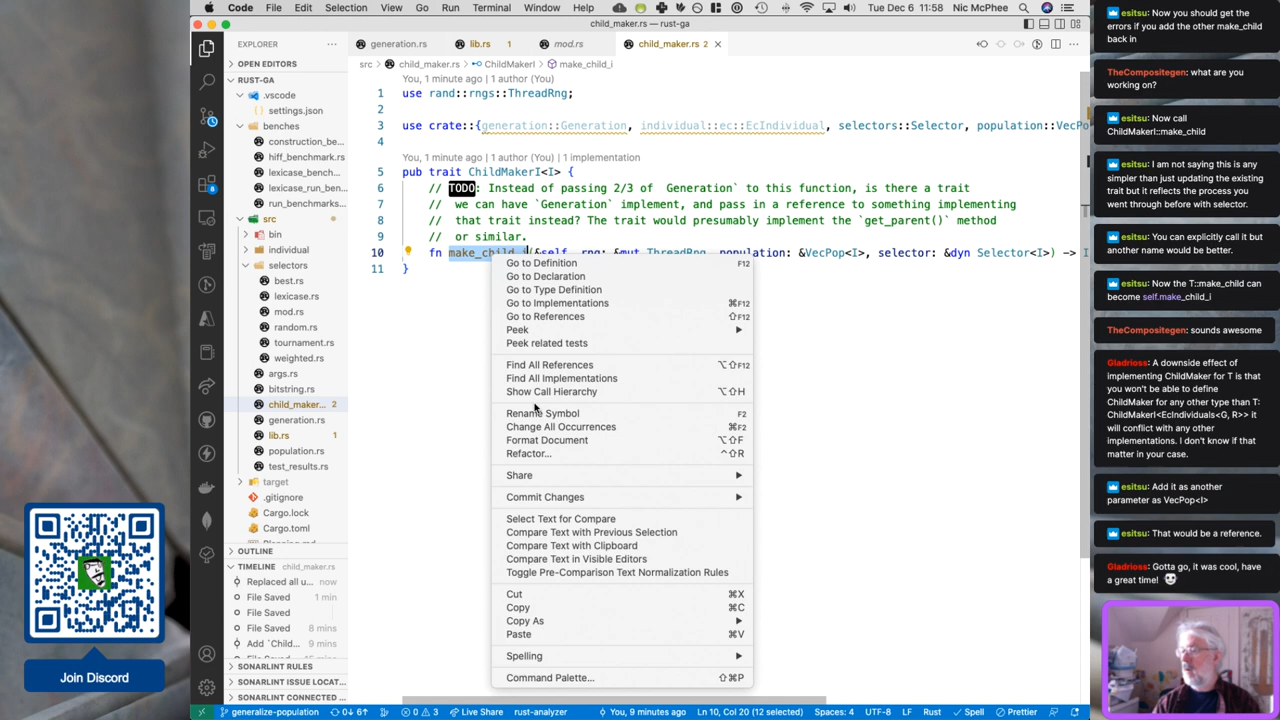 Code File Edit Selection View Go Run Terminal Window Help
Tue Dec 6 11:58 Nic McPhee
child_maker.rs — rust-ga
EXPLORER
OPEN EDITORS
RUST-GA
.vscode
settings.json
benches
construction_be...
hiff_benchmark.rs
lexicase_bench...
lexicase_run_ben...
run_benchmarks...
src
bin
individual
selectors
best.rs
lexicase.rs
mod.rs
random.rs
tournament.rs
weighted.rs
args.rs
bitstring.rs
child_maker... 2
generation.rs
lib.rs 1
population.rs
test_results.rs
target
.gitignore
Cargo.lock
Cargo.toml
OUTLINE
TIMELINE child_maker.rs
Replaced all u... now
File Saved 1 min
File Saved
File Saved 8 mins
Add `Child... 9 mins
SONARLINT RULES
SONARLINT ISSUE LOCAT...
SONARLINT CONNECTED ...
generation.rs lib.rs 1 mod.rs child_maker.rs 2
src > child_maker.rs > ChildMakerI > make_child_i
You, 1 minute ago | 1 author (You)
1 use rand::rngs::ThreadRng;
2
3 use crate::{generation::Generation, individual::ec::EcIndividual, selectors::Selector, population::VecPo
4
You, 1 minute ago | 1 author (You) | 1 implementation
5 pub trait ChildMakerI<I> {
6 // TODO: Instead of passing 2/3 of `Generation` to this function, is there a trait
7 // we can have `Generation` implement, and pass in a reference to something implementing
8 // that trait instead? The trait would presumably implement the `get_parent()` method
9 // or similar.
10 fn make_child_i(&self, rng: &mut ThreadRng, population: &VecPop<I>, selector: &dyn Selector<I>) -> I
11 }
Go to Definition F12
Go to Declaration
Go to Type Definition
Go to Implementations ⌘F12
Go to References ⇧F12
Peek
Peek related tests
Find All References ⌥⇧F12
Find All Implementations
Show Call Hierarchy ⌥⇧H
Rename Symbol F2
Change All Occurrences ⌘F2
Format Document ⌥⇧F
Refactor... ⌃⇧R
Share
Commit Changes
Select Text for Compare
Compare Text with Previous Selection
Compare Text with Clipboard
Compare Text in Visible Editors
Toggle Pre-Comparison Text Normalization Rules
Cut ⌘X
Copy ⌘C
Copy As
Paste ⌘V
Spelling
Command Palette... ⇧⌘P
generalize-population 0↓ 6↑ 0 3 Live Share rust-analyzer You, 9 minutes ago Ln 10, Col 20 (12 selected) Spaces: 4 UTF-8 LF Rust Spell Prettier
Join Discord
esitsu: Now you should get the
errors if you add the other make_child
back in
TheCompositegen: what are you
working on?
esitsu: Now call
ChildMakerI::make_child
esitsu: I am not saying this is any
simpler than just updating the existing
trait but it reflects the process you
went through before with selector.
esitsu: You can explicitly call it but
another name would be better.
esitsu: Now the T::make_child can
become self.make_child_i
TheCompositegen: sounds awesome
Gladrioss: A downside effect of
implementing ChildMaker for T is that
you won't be able to define
ChildMaker for any other type than T:
ChildMakerI<EcIndividuals<G, R>> it
will conflict with any other
implementations. I don't know if that
matter in your case.
esitsu: Add it as another
parameter as VecPop<I>
esitsu: That would be a reference.
Gladrioss: Gotta go, it was cool, have
a great time!